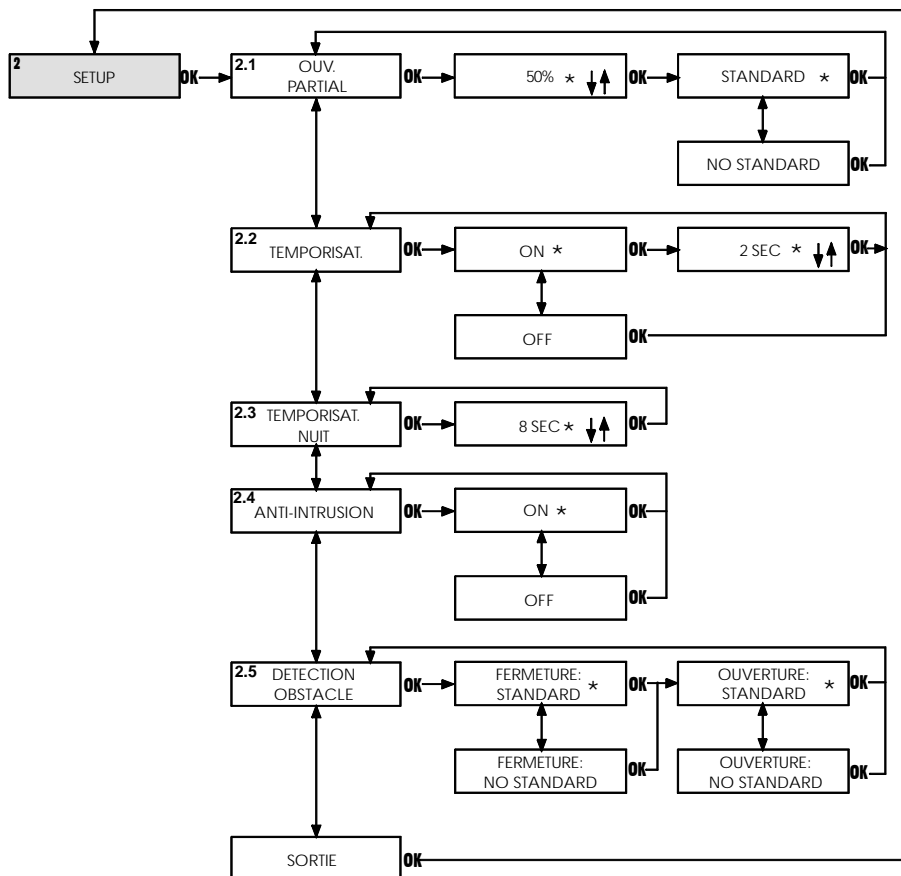 2
SETUP
OK
2.1
OUV.
PARTIAL
OK
50% *
OK
STANDARD *
OK
NO STANDARD
OK
2.2
TEMPORISAT.
OK
ON *
OK
2 SEC *
OK
OFF
OK
2.3
TEMPORISAT.
NUIT
OK
8 SEC *
OK
2.4
ANTI-INTRUSION
OK
ON *
OK
OFF
OK
2.5
DETECTION
OBSTACLE
OK
FERMETURE:
STANDARD *
OK
OUVERTURE:
STANDARD *
OK
FERMETURE:
NO STANDARD
OK
OUVERTURE:
NO STANDARD
OK
SORTIE
OK